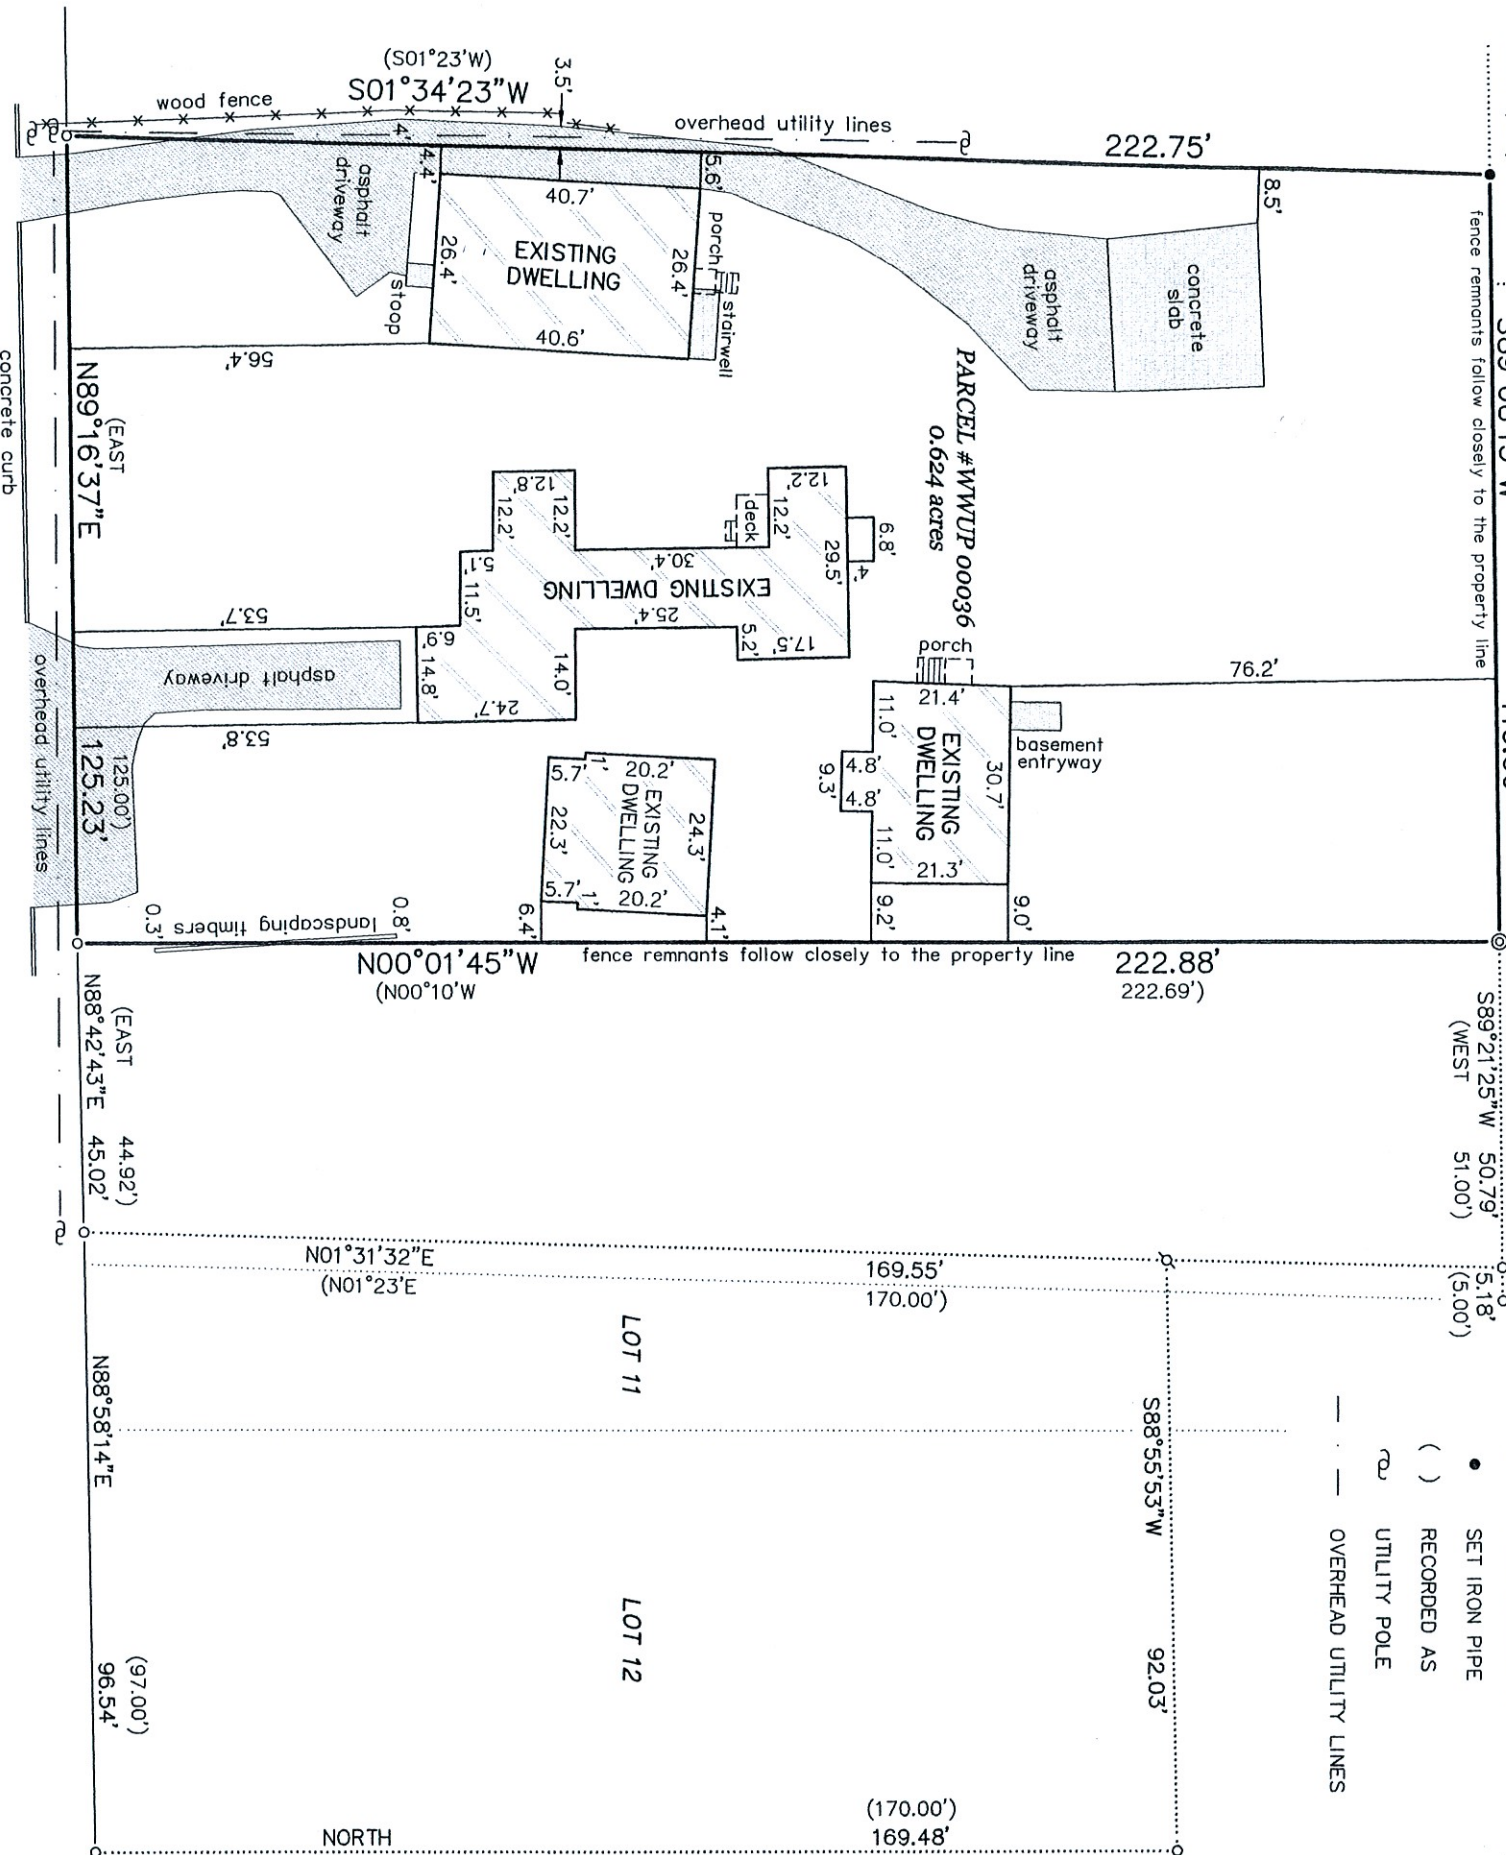 (S01°23'W)
S01°34'23"W
3.5'
wood fence
overhead utility lines
222.75'
4'
4.4'
5.6'
8.5'
asphalt
driveway
40.7'
EXISTING
DWELLING
26.4'
26.4'
40.6'
porch
stairwell
stoop
56.4'
asphalt
driveway
concrete
slab
fence remnants follow closely to the property line
PARCEL #WWUP 00036
0.624 acres
N89°16'37"E
(EAST
concrete curb
12.8'
12.2'
12.2'
5.1'
11.5'
30.4'
EXISTING DWELLING
25.4'
deck
12.2'
12.2'
29.5'
6.8'
4'
5.2'
17.5'
6.9'
14.8'
14.0'
24.7'
53.7'
asphalt driveway
53.8'
overhead utility lines
125.00')
125.23'
porch
21.4'
76.2'
11.0'
EXISTING
DWELLING
30.7'
basement
entryway
4.8'
4.8'
9.3'
11.0'
21.3'
9.2'
9.0'
5.7'
1'
20.2'
EXISTING
DWELLING
22.3'
24.3'
5.7'
1'
20.2'
6.4'
4.1'
0.3'
landscaping timbers
0.8'
N00°01'45"W
(N00°10'W
fence remnants follow closely to the property line
222.88'
222.69')
(EAST 44.92')
N88°42'43"E 45.02'
S89°21'25"W 50.79'
(WEST 51.00')
5.18'
(5.00')
N01°31'32"E
(N01°23'E
169.55'
170.00')
LOT 11
N88°58'14"E
S88°55'53"W
92.03'
LOT 12
(97.00')
96.54'
NORTH
(170.00')
169.48'
SET IRON PIPE
( ) RECORDED AS
UTILITY POLE
OVERHEAD UTILITY LINES